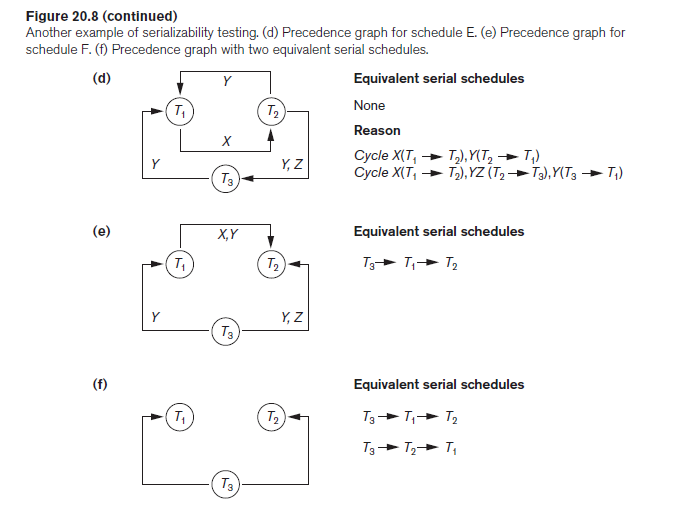 Figure 20.8 (continued)
Another example of serializability testing. (d) Precedence graph for schedule E. (e) Precedence graph for
schedule F. (f) Precedence graph with two equivalent serial schedules.
(d)
Y
Equivalent serial schedules
T₁
T₂
None
X
Reason
Y
Y, Z
Cycle X(T₁ → T₂),Y(T₂ → T₁)
T₃
Cycle X(T₁ → T₂),YZ (T₂ → T₃),Y(T₃ → T₁)
(e)
X,Y
Equivalent serial schedules
T₁
T₂
T₃ → T₁ → T₂
Y
Y, Z
T₃
(f)
Equivalent serial schedules
T₁
T₂
T₃ → T₁ → T₂
T₃ → T₂ → T₁
T₃